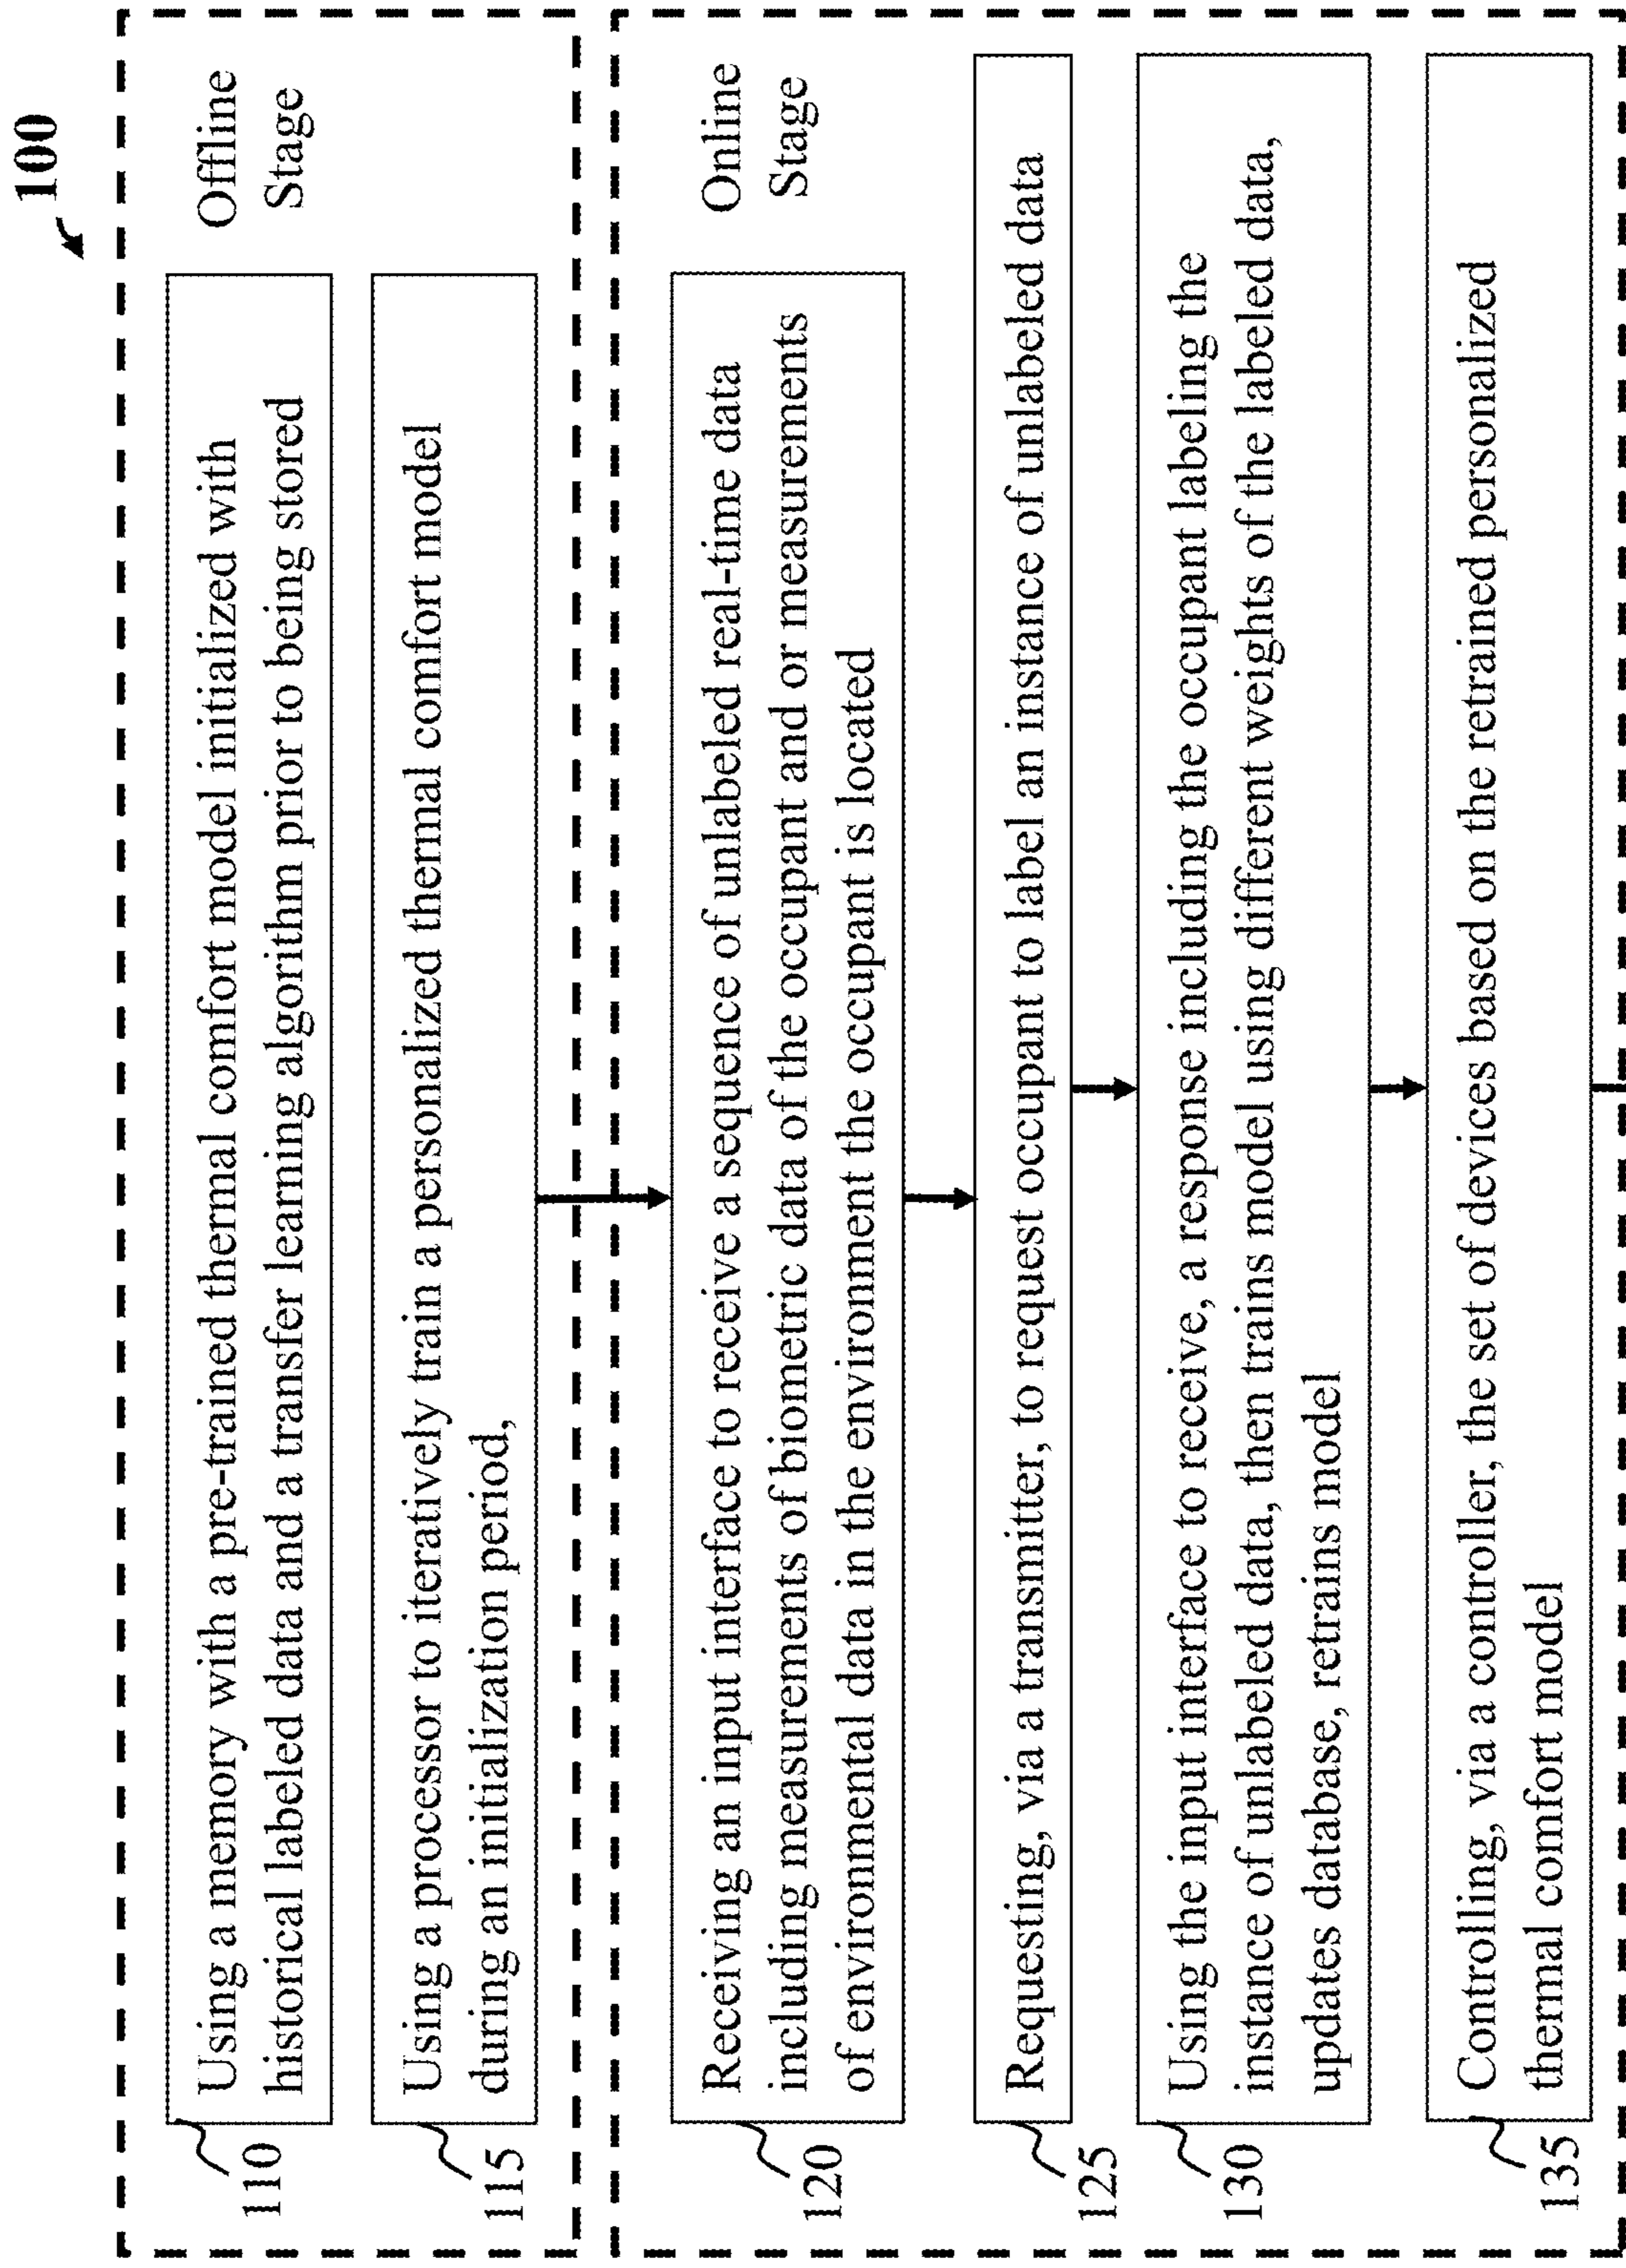 100
Offline
Stage
110
Using a memory with a pre-trained thermal comfort model initialized with
historical labeled data and a transfer learning algorithm prior to being stored
115
Using a processor to iteratively train a personalized thermal comfort model
during an initialization period,
Online
Stage
120
Receiving an input interface to receive a sequence of unlabeled real-time data
including measurements of biometric data of the occupant and or measurements
of environmental data in the environment the occupant is located
125
Requesting, via a transmitter, to request occupant to label an instance of unlabeled data
130
Using the input interface to receive, a response including the occupant labeling the
instance of unlabeled data, then trains model using different weights of the labeled data,
updates database, retrains model
135
Controlling, via a controller, the set of devices based on the retrained personalized
thermal comfort model